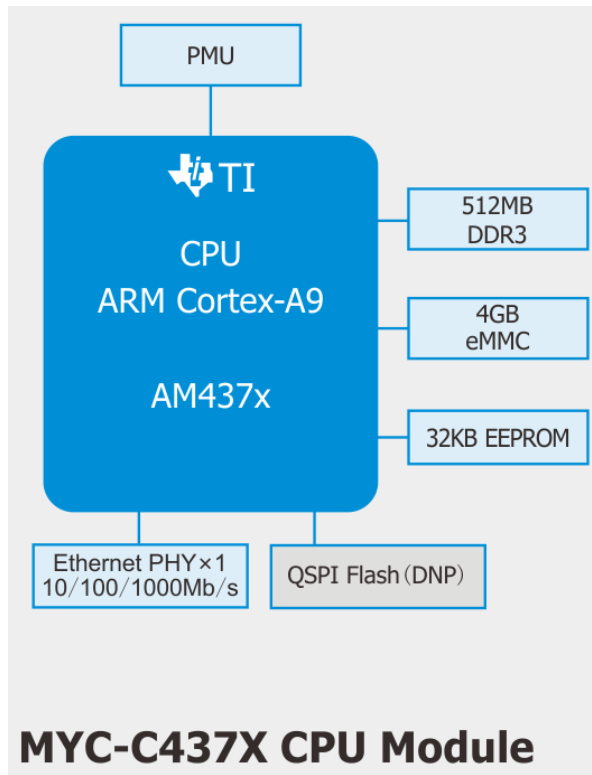 PMU
TI
CPU
ARM Cortex-A9
AM437x
512MB
DDR3
4GB
eMMC
32KB EEPROM
Ethernet PHY×1
10/100/1000Mb/s
QSPI Flash(DNP)
MYC-C437X CPU Module